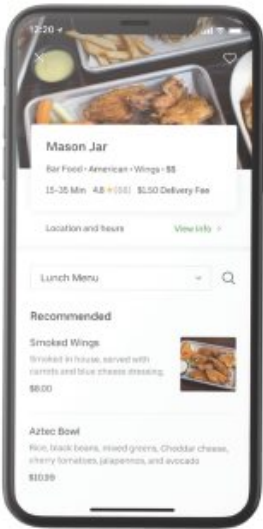 12:20
Mason Jar
Bar Food • American • Wings • $$
15-35 Min 4.8 ★ (68) $1.50 Delivery Fee
Location and hours View Info >
Lunch Menu
Recommended
Smoked Wings
Smoked in house, served with
carrots and blue cheese dressing.
$8.00
Aztec Bowl
Rice, black beans, mixed greens, Cheddar cheese,
cherry tomatoes, jalapenos, and avocado
$10.99